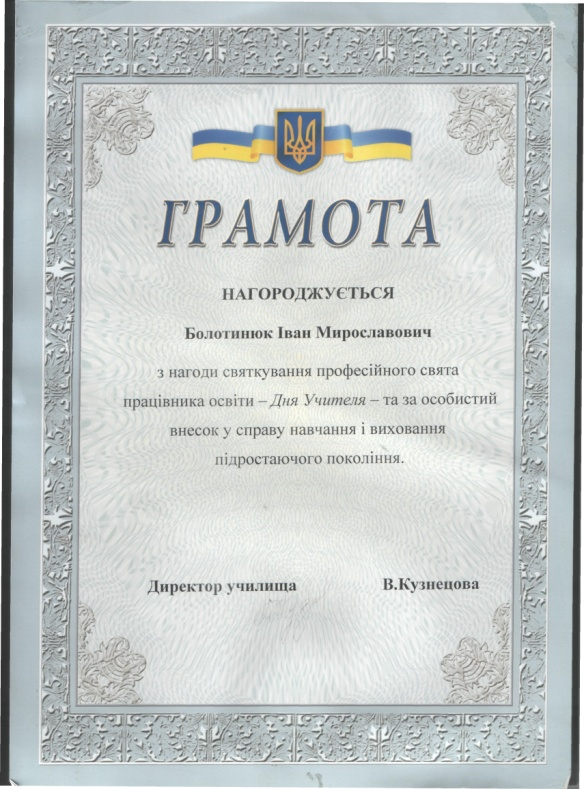 ГРАМОТА
НАГОРОДЖУЄТЬСЯ
Болотинюк Іван Мирославович
з нагоди святкування професійного свята
працівника освіти – Дня Учителя – та за особистий
внесок у справу навчання і виховання
підростаючого покоління.
Директор училища В.Кузнецова